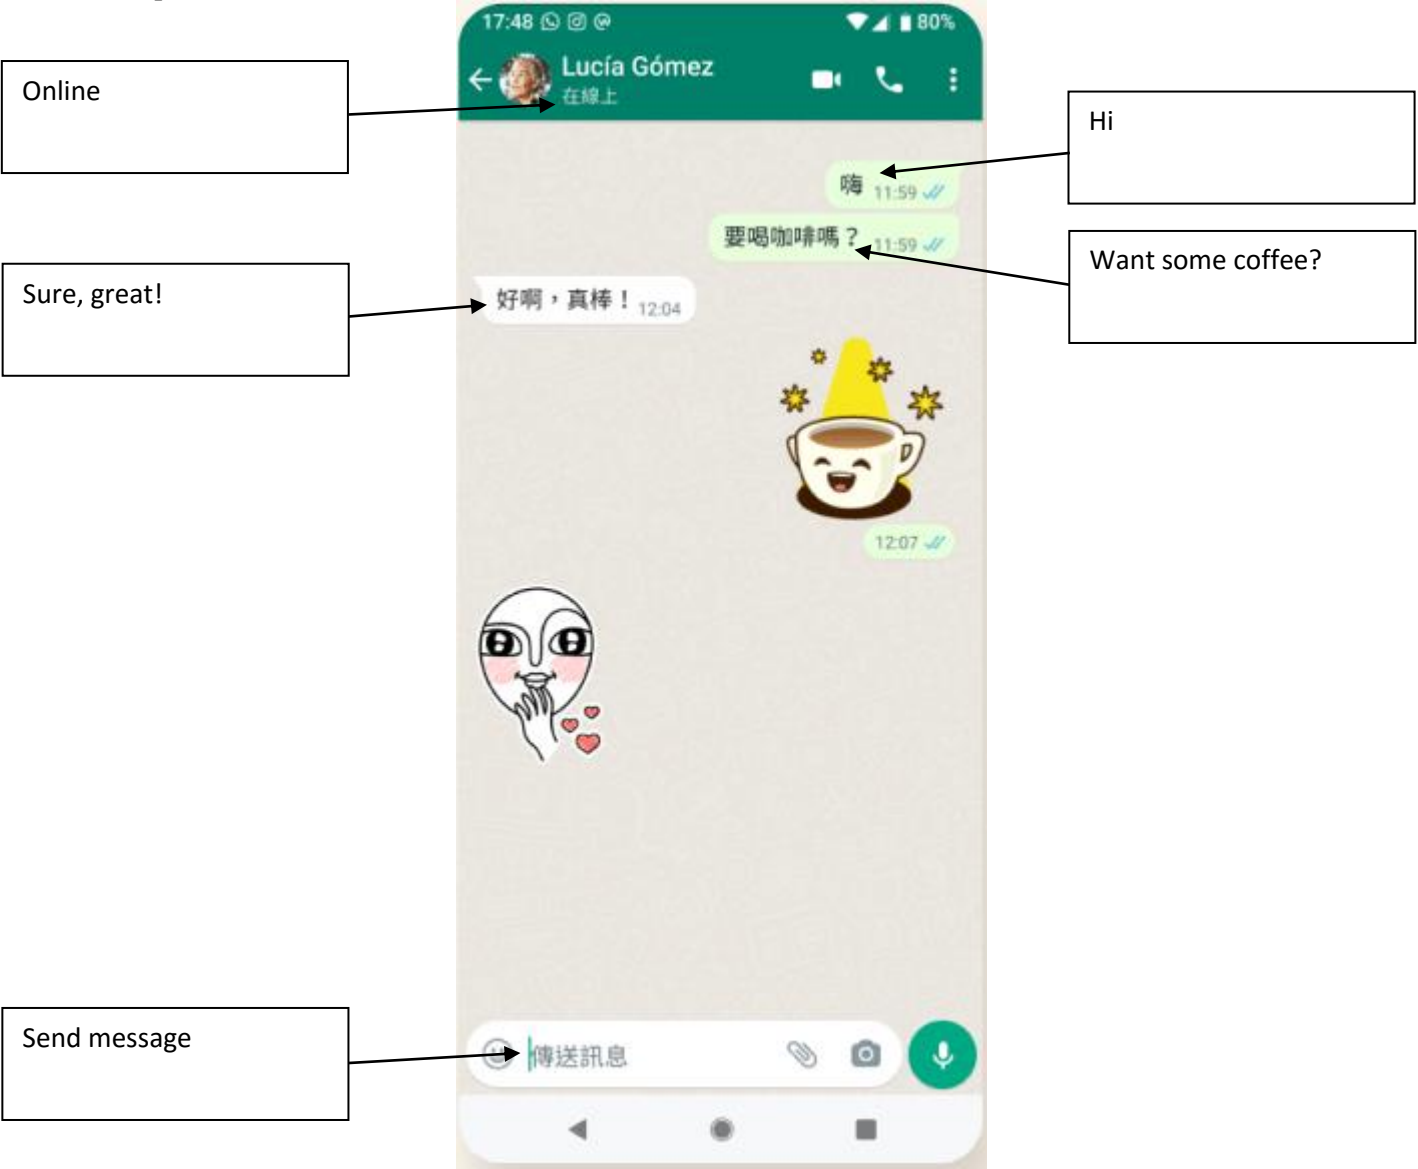 17:48
80%
Lucía Gómez
在線上
Online
Hi
嗨 11:59
要喝咖啡嗎？ 11:59
Want some coffee?
Sure, great!
好啊，真棒！ 12:04
12:07
Send message
傳送訊息